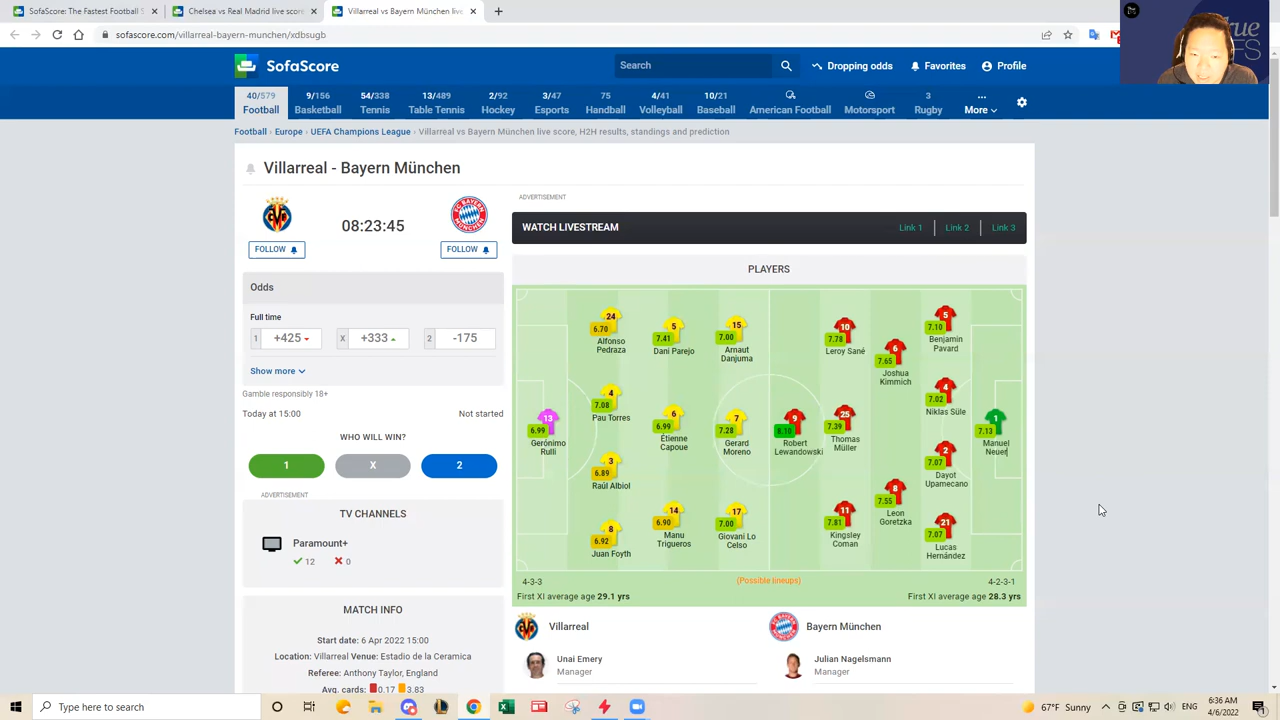 SofaScore: The Fastest Football S
Chelsea vs Real Madrid live score
Villarreal vs Bayern München live
sofascore.com/villarreal-bayern-munchen/xdbsugb
SofaScore
Search
Dropping odds
Favorites
Profile
40/579
Football
9/156
Basketball
54/338
Tennis
13/489
Table Tennis
2/92
Hockey
3/47
Esports
75
Handball
4/41
Volleyball
10/21
Baseball
American Football
Motorsport
3
Rugby
...
More
Football
Europe
UEFA Champions League
Villarreal vs Bayern München live score, H2H results, standings and prediction
Villarreal - Bayern München
08:23:45
FOLLOW
FOLLOW
Odds
Full time
1 +425
X +333
2 -175
Show more
Gamble responsibly 18+
Today at 15:00
Not started
WHO WILL WIN?
1
X
2
ADVERTISEMENT
TV CHANNELS
Paramount+
12
0
MATCH INFO
Start date: 6 Apr 2022 15:00
Location: Villarreal Venue: Estadio de la Ceramica
Referee: Anthony Taylor, England
Avg. cards: 0.17 3.83
ADVERTISEMENT
WATCH LIVESTREAM
Link 1
Link 2
Link 3
PLAYERS
13
6.99
Gerónimo
Rulli
24
6.70
Alfonso
Pedraza
4
7.08
Pau Torres
3
6.89
Raúl Albiol
8
6.92
Juan Foyth
5
7.41
Dani Parejo
6
6.99
Étienne
Capoue
14
6.90
Manu
Trigueros
15
7.00
Arnaut
Danjuma
7
7.28
Gerard
Moreno
17
7.00
Giovani Lo
Celso
9
8.10
Robert
Lewandowski
10
7.78
Leroy Sané
25
7.39
Thomas
Müller
11
7.81
Kingsley
Coman
6
7.65
Joshua
Kimmich
8
7.55
Leon
Goretzka
5
7.10
Benjamin
Pavard
4
7.02
Niklas Süle
2
7.07
Dayot
Upamecano
21
7.07
Lucas
Hernández
1
7.13
Manuel
Neuer
4-3-3
(Possible lineups)
4-2-3-1
First XI average age 29.1 yrs
First XI average age 28.3 yrs
Villarreal
Bayern München
Unai Emery
Manager
Julian Nagelsmann
Manager
Type here to search
67°F Sunny
ENG
6:36 AM
4/6/2022